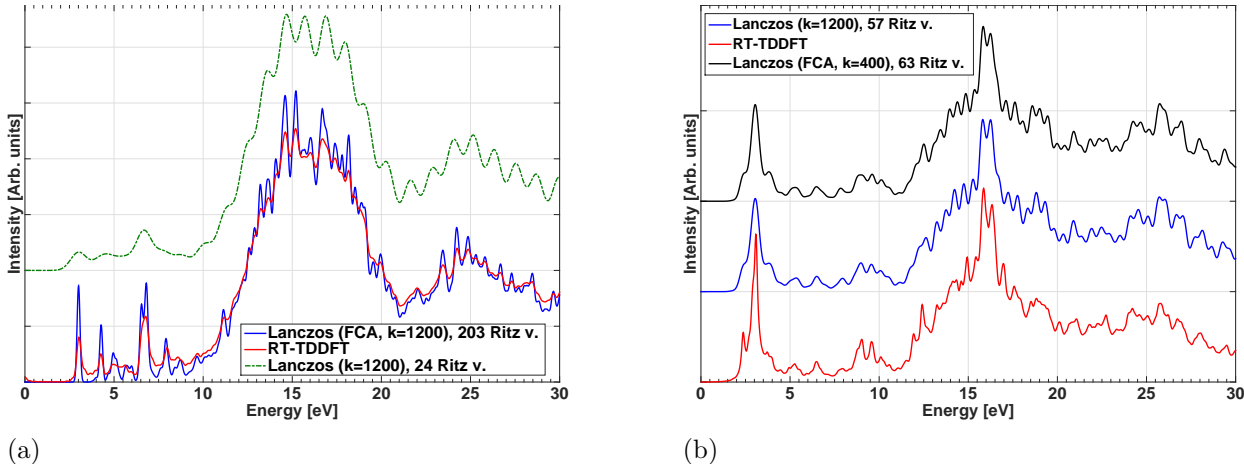 Intensity [Arb. units]
Lanczos (FCA, k=1200), 203 Ritz v.
RT-TDDFT
Lanczos (k=1200), 24 Ritz v.
0 5 10 15 20 25 30
Energy [eV]
(a)
Intensity [Arb. units]
Lanczos (k=1200), 57 Ritz v.
RT-TDDFT
Lanczos (FCA, k=400), 63 Ritz v.
0 5 10 15 20 25 30
Energy [eV]
(b)